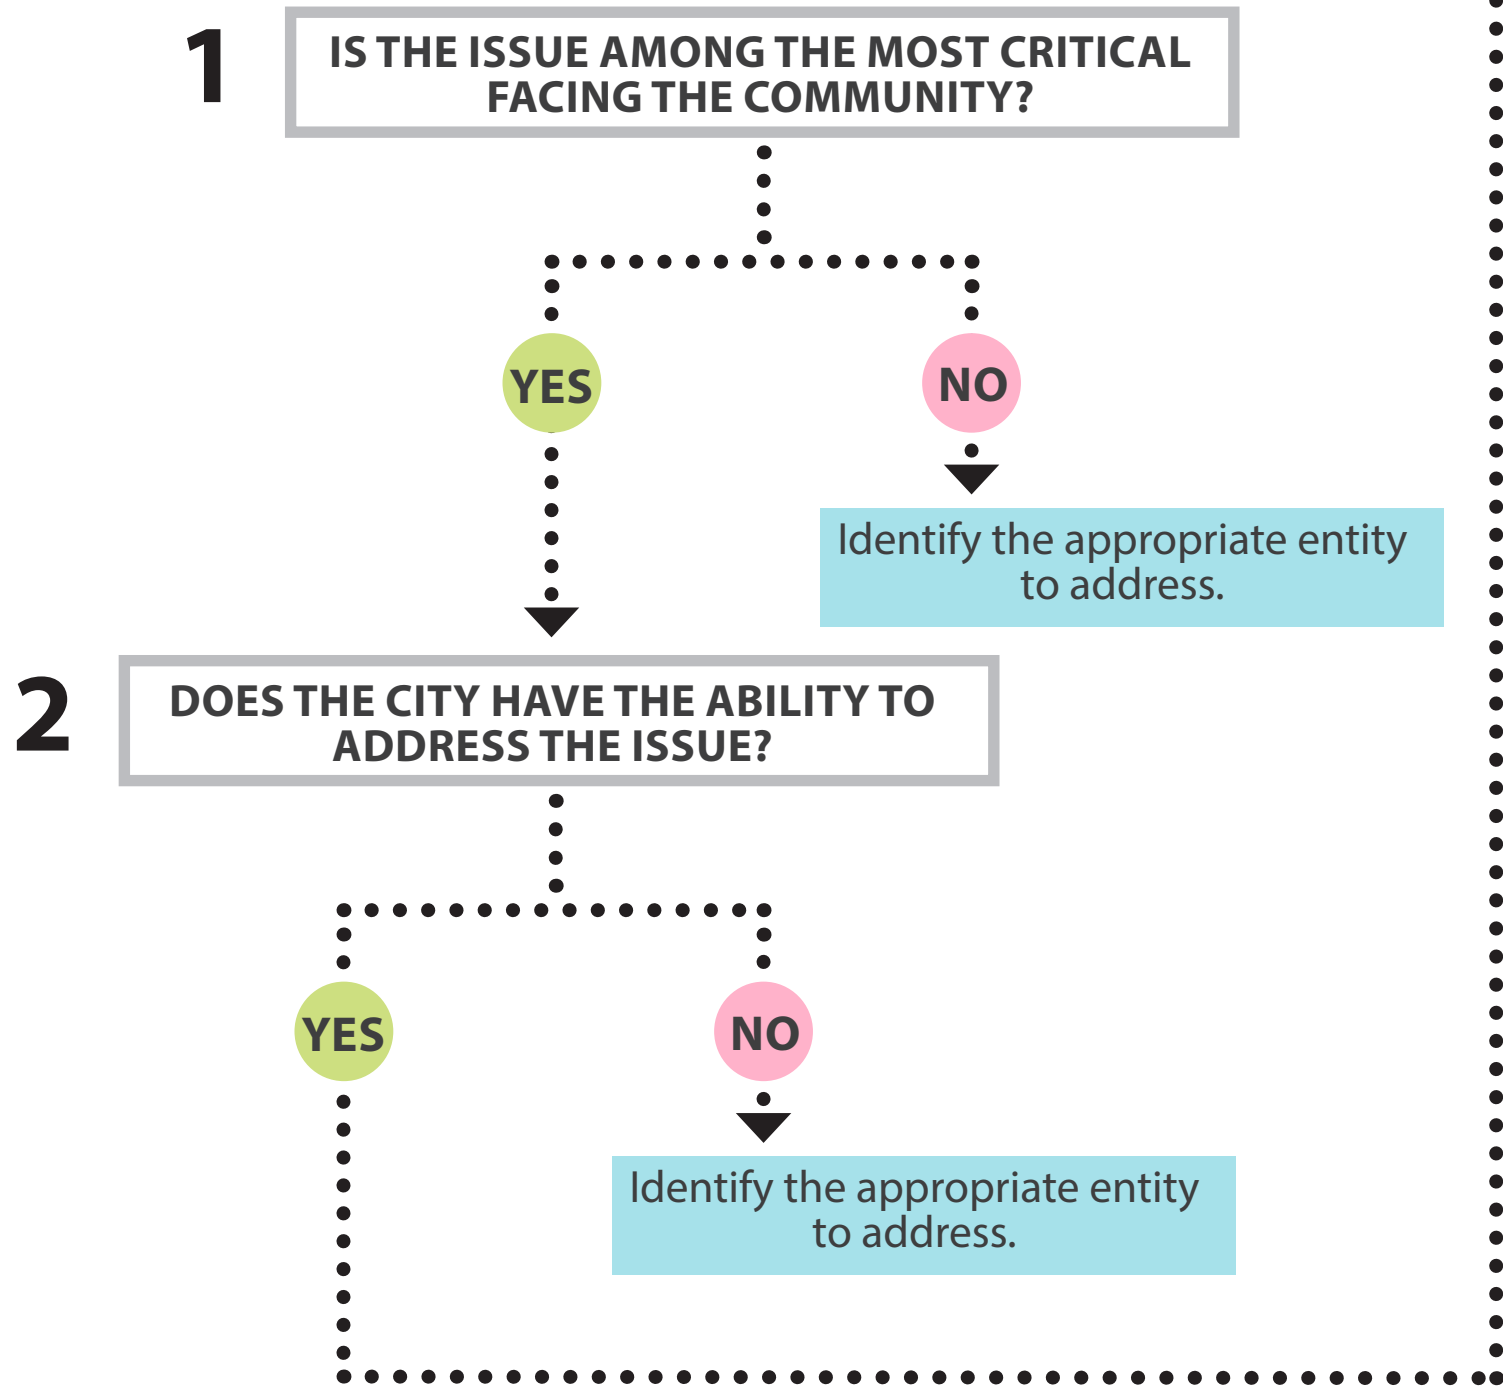 1
IS THE ISSUE AMONG THE MOST CRITICAL
FACING THE COMMUNITY?
YES
NO
Identify the appropriate entity
to address.
2
DOES THE CITY HAVE THE ABILITY TO
ADDRESS THE ISSUE?
YES
NO
Identify the appropriate entity
to address.